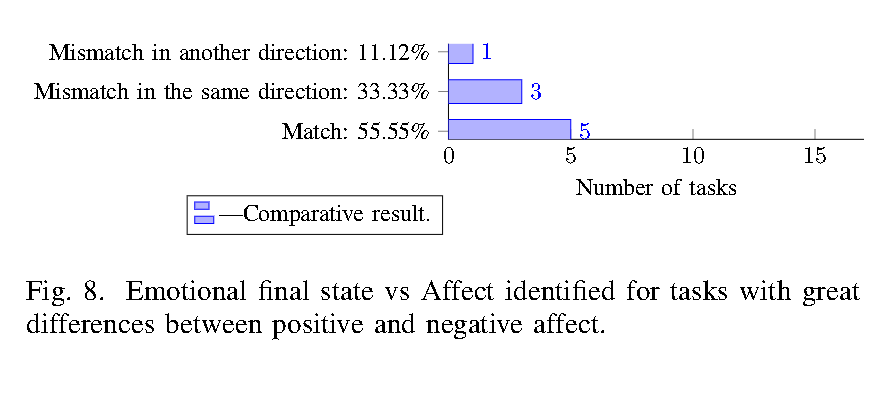 Mismatch in another direction: 11.12% 1
Mismatch in the same direction: 33.33% 3
Match: 55.55% 5
0 5 10 15
Number of tasks
—Comparative result.
Fig. 8. Emotional final state vs Affect identified for tasks with great
differences between positive and negative affect.